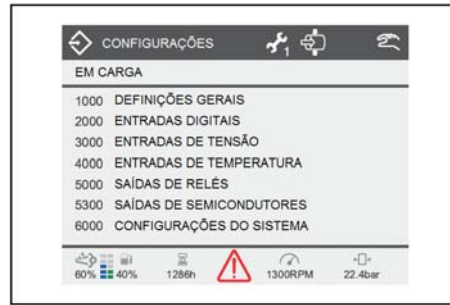 CONFIGURAÇÕES 1
EM CARGA
1000 DEFINIÇÕES GERAIS
2000 ENTRADAS DIGITAIS
3000 ENTRADAS DE TENSÃO
4000 ENTRADAS DE TEMPERATURA
5000 SAÍDAS DE RELÉS
5300 SAÍDAS DE SEMICONDUTORES
6000 CONFIGURAÇÕES DO SISTEMA
60% 40% 1286h 1300RPM 22.4bar